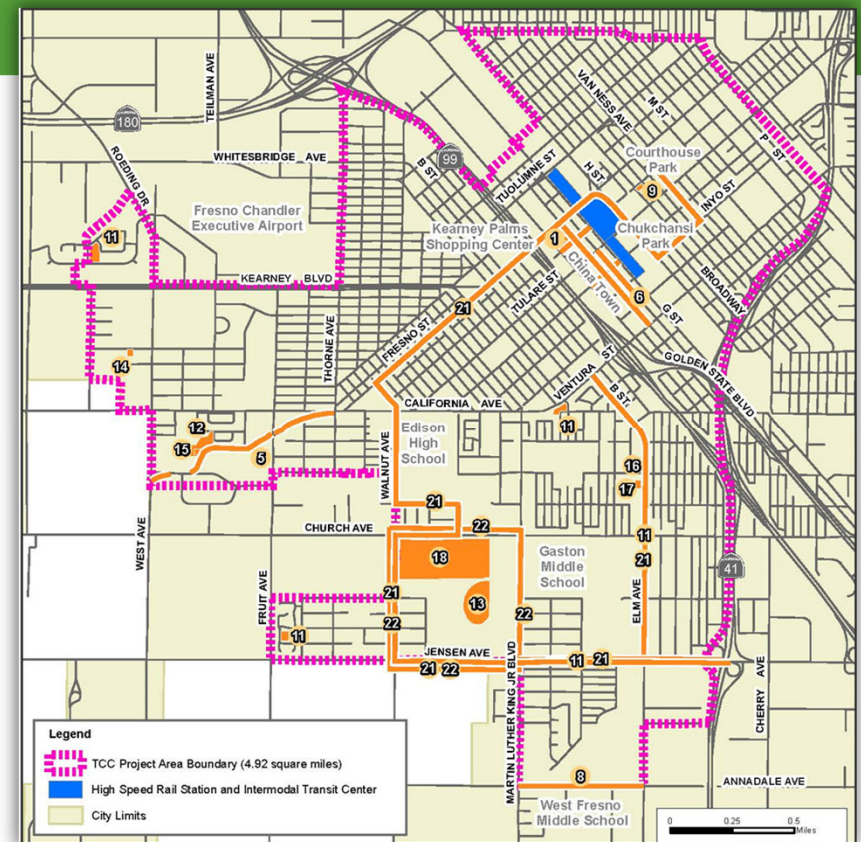 TEILMAN AVE
180
ROEDING DR
WHITESBRIDGE AVE
99
B ST
VAN NESS AVE
M ST
P ST
TUOLUMNE ST
H ST
Courthouse
Park
9
INYO ST
Fresno Chandler
Executive Airport
11
Kearney Palms
Shopping Center
1
Chukchansi
Park
China Town
6
KEARNEY BLVD
21
TULARE ST
G ST
BROADWAY
THORNE AVE
FRESNO ST
14
VENTURA ST
GOLDEN STATE BLVD
CALIFORNIA AVE
B ST.
12
15
5
WALNUT AVE
Edison
High
School
11
16
17
21
CHURCH AVE
22
11
18
Gaston
Middle
School
21
41
WEST AVE
FRUIT AVE
21
13
22
22
ELM AVE
11
JENSEN AVE
21
22
11
21
MARTIN LUTHER KING JR BLVD
CHERRY AVE
8
ANNADALE AVE
West Fresno
Middle School
Legend
TCC Project Area Boundary (4.92 square miles)
High Speed Rail Station and Intermodal Transit Center
City Limits
0
0.25
0.5
Miles